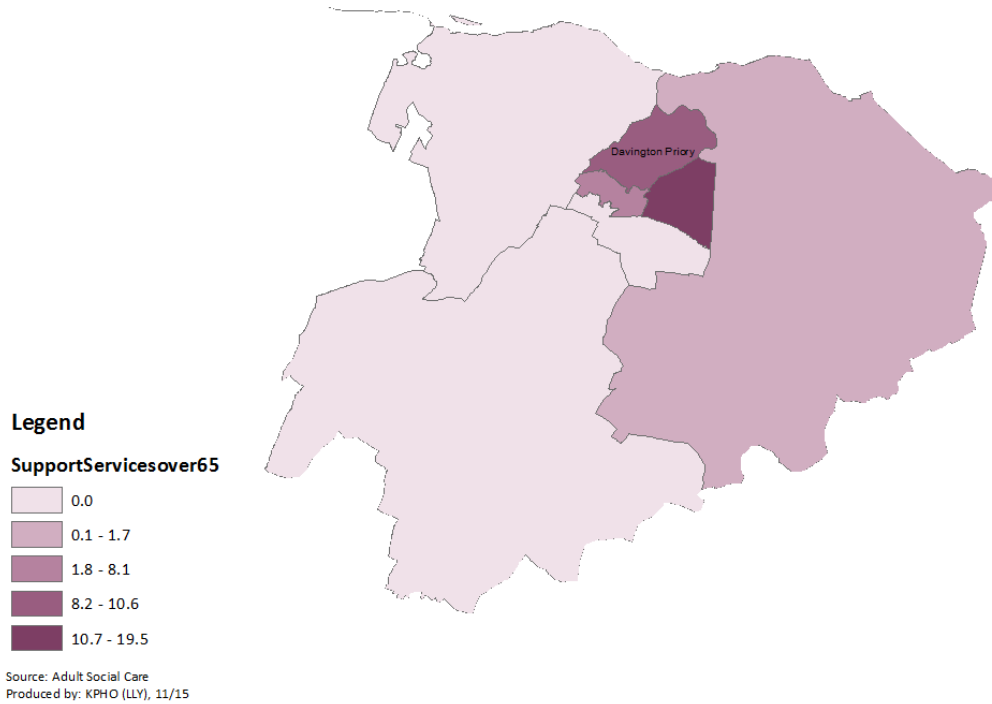 Davington Priory
Legend
SupportServicesover65
0.0
0.1 - 1.7
1.8 - 8.1
8.2 - 10.6
10.7 - 19.5
Source: Adult Social Care
Produced by: KPHO (LLY), 11/15